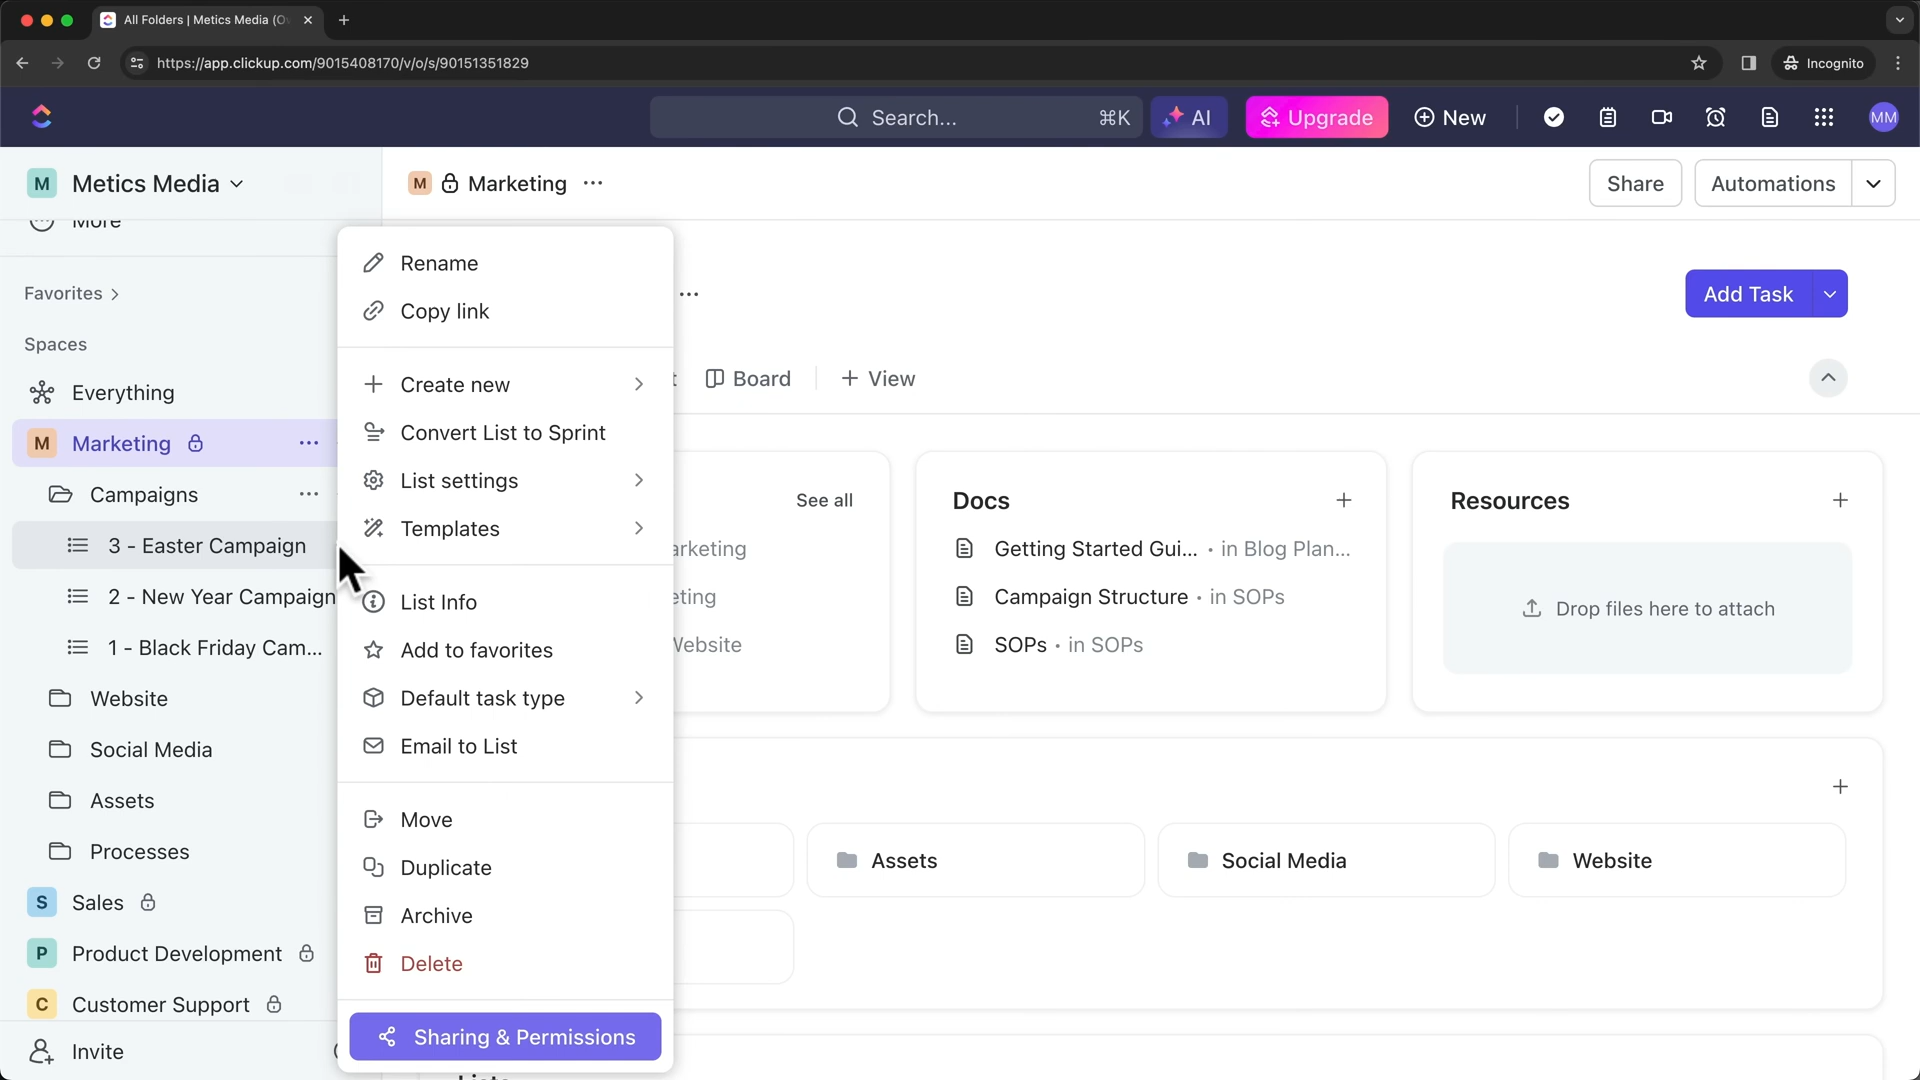 All Folders | Metics Media (Ov
https://app.clickup.com/9015408170/v/o/s/90151351829
Incognito
Search...
⌘K
AI
Upgrade
New
MM
M Metics Media
M Marketing
Share
Automations
More
Favorites
Spaces
Everything
M Marketing
Campaigns
3 - Easter Campaign
2 - New Year Campaign
1 - Black Friday Cam...
Website
Social Media
Assets
Processes
S Sales
P Product Development
C Customer Support
Invite
Rename
Copy link
Create new
Convert List to Sprint
List settings
Templates
List Info
Add to favorites
Default task type
Email to List
Move
Duplicate
Archive
Delete
Sharing & Permissions
Add Task
Board
View
See all
arketing
eting
Website
Docs
Getting Started Gui... • in Blog Plan...
Campaign Structure • in SOPs
SOPs • in SOPs
Resources
Drop files here to attach
Assets
Social Media
Website